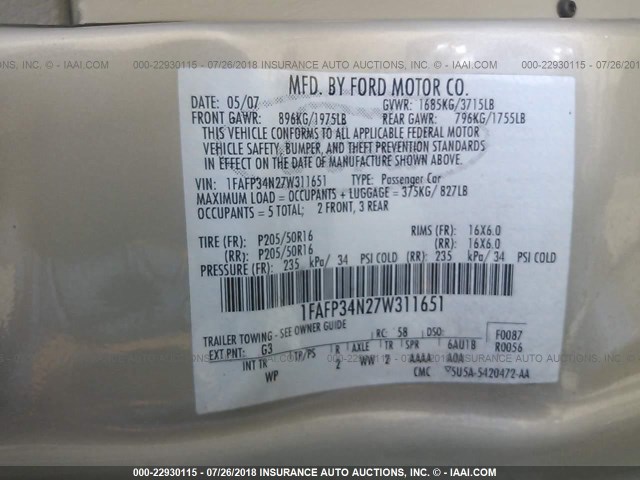 000-22930115 - 07/26/2018 INSURANCE AUTO AUCTIONS, INC. © - IAAI.COM
MFD. BY FORD MOTOR CO.
DATE: 05/07 GVWR: 1685KG/3715LB
FRONT GAWR: 896KG/1975LB REAR GAWR: 796KG/1755LB
THIS VEHICLE CONFORMS TO ALL APPLICABLE FEDERAL MOTOR
VEHICLE SAFETY, BUMPER, AND THEFT PREVENTION STANDARDS
IN EFFECT ON THE DATE OF MANUFACTURE SHOWN ABOVE.
VIN: 1FAFP34N27W311651 TYPE: Passenger Car
MAXIMUM LOAD = OCCUPANTS + LUGGAGE = 375KG/ 827LB
OCCUPANTS = 5 TOTAL; 2 FRONT, 3 REAR
TIRE (FR): P205/50R16 RIMS (FR): 16X6.0
(RR): P205/50R16 (RR): 16X6.0
PRESSURE (FR): 235 kPa/ 34 PSI COLD (RR): 235 kPa/ 34 PSI COLD
1FAFP34N27W311651
TRAILER TOWING - SEE OWNER GUIDE
RC: 58 DSO: F0087
EXT PNT: G3 INT TR TP/PS R AXLE TR SPR 6AU1B R0056
WP 2 WW 2 AAAA AOA
CMC 5U5A-5420472-AA
000-22930115 - 07/26/2018 INSURANCE AUTO AUCTIONS, INC. © - IAAI.COM